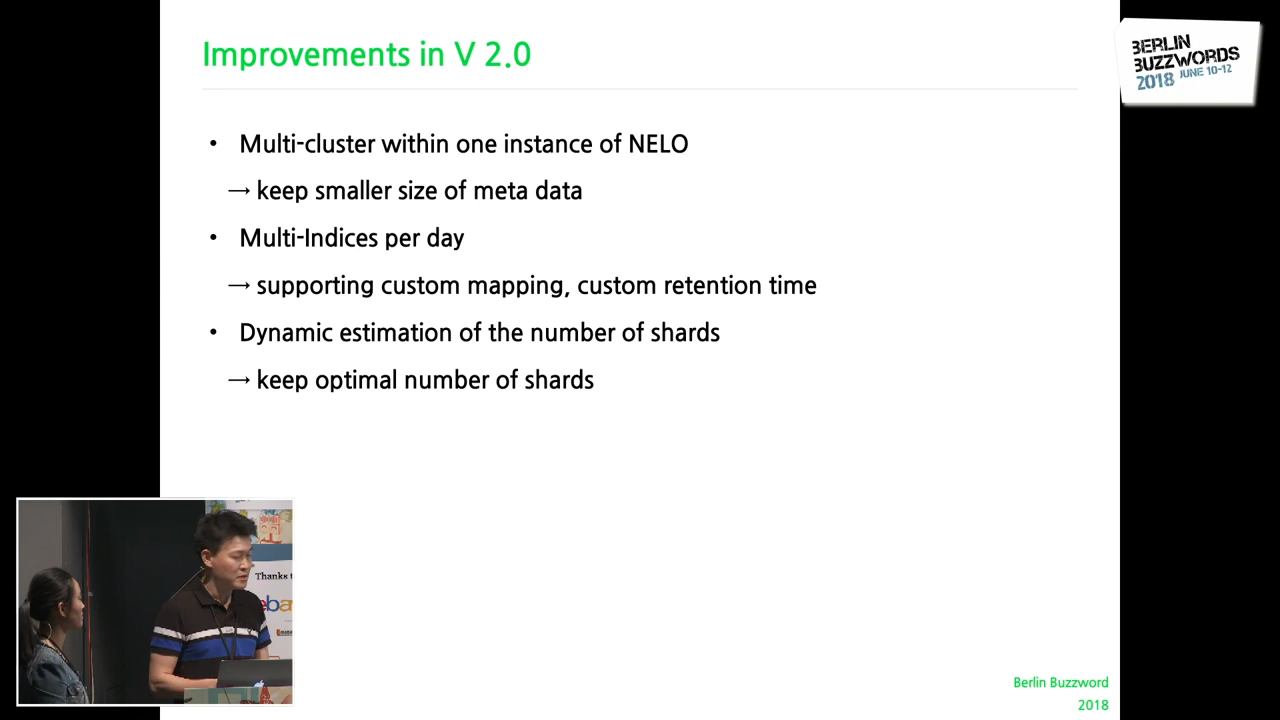 Improvements in V 2.0
BERLIN
BUZZWORDS
2018 JUNE 10-12
• Multi-cluster within one instance of NELO
→ keep smaller size of meta data
• Multi-Indices per day
→ supporting custom mapping, custom retention time
• Dynamic estimation of the number of shards
→ keep optimal number of shards
Thanks t
eba
Berlin Buzzword
2018